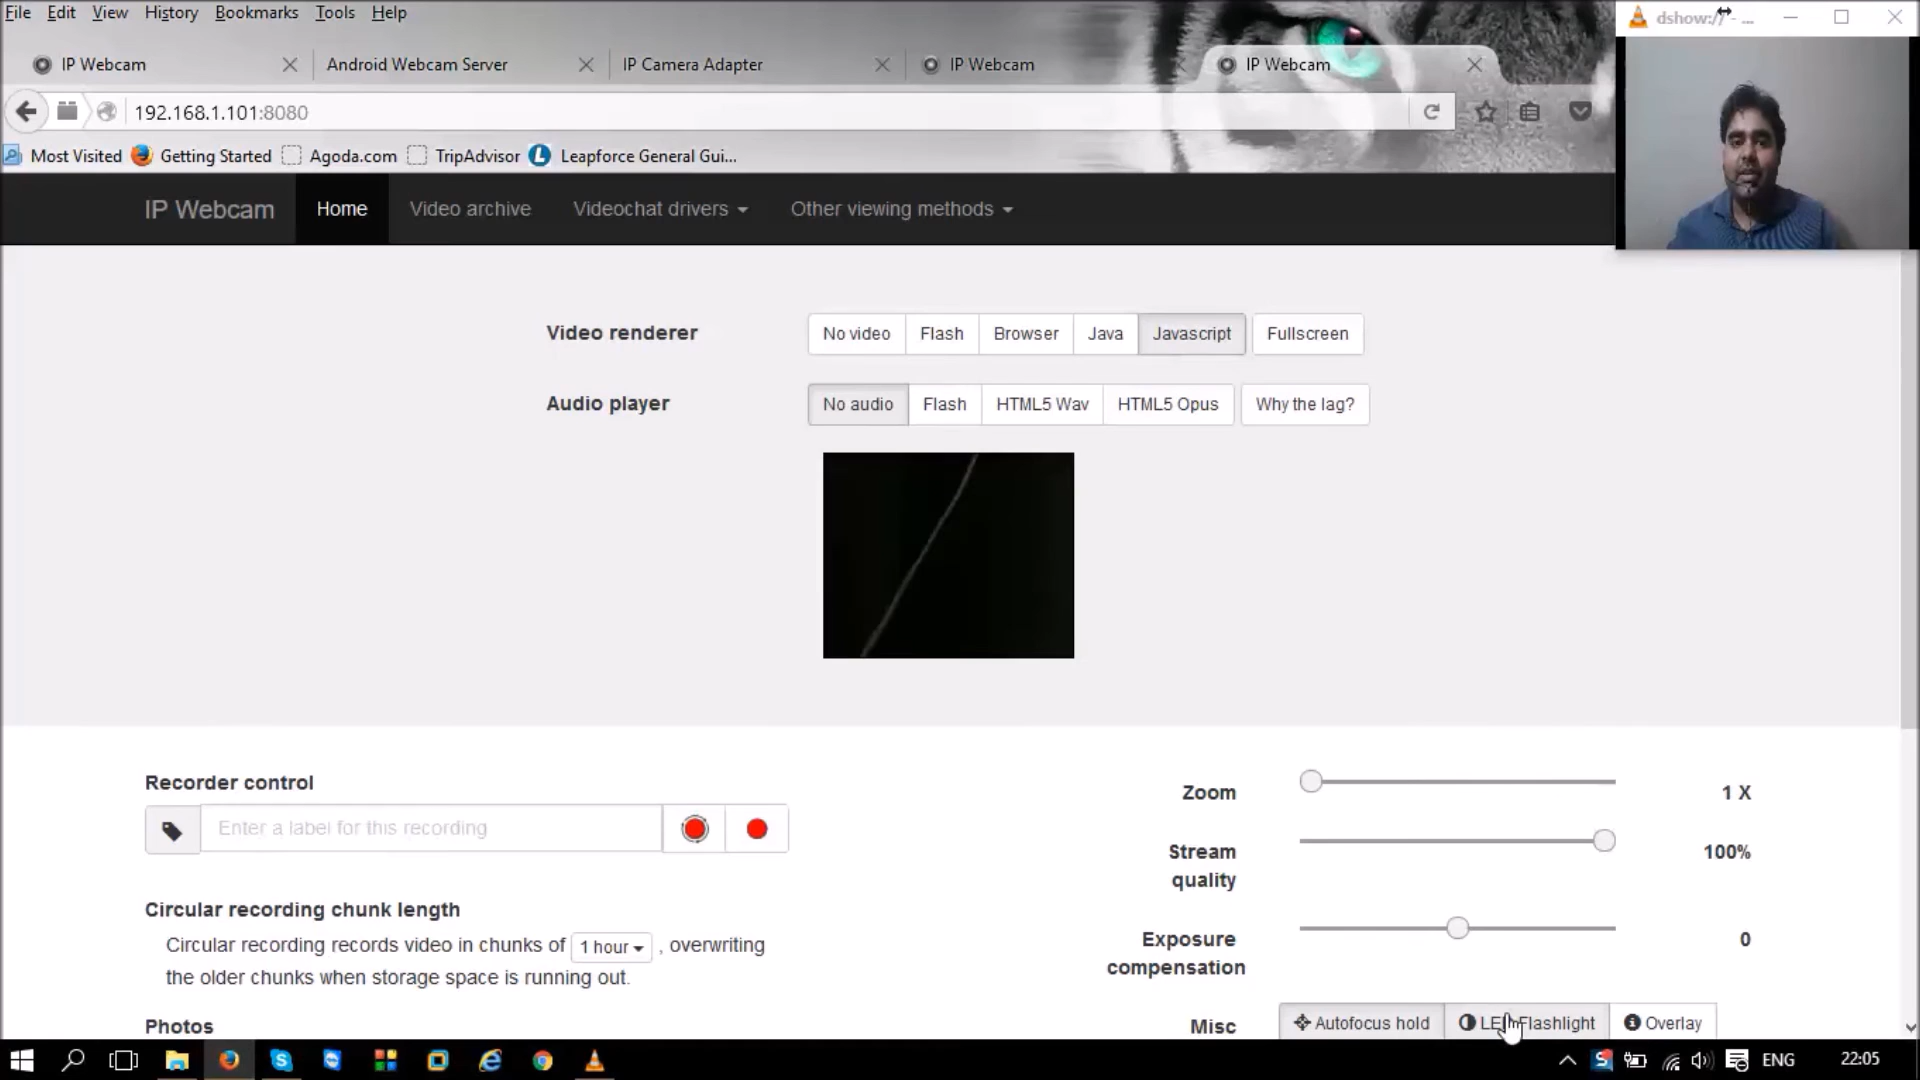 File Edit View History Bookmarks Tools Help
dshow:// - ...
IP Webcam Android Webcam Server IP Camera Adapter IP Webcam IP Webcam
192.168.1.101:8080
Most Visited Getting Started Agoda.com TripAdvisor Leapforce General Gui...
IP Webcam Home Video archive Videochat drivers Other viewing methods
Video renderer No video Flash Browser Java Javascript Fullscreen
Audio player No audio Flash HTML5 Wav HTML5 Opus Why the lag?
Recorder control
Enter a label for this recording
Circular recording chunk length
Circular recording records video in chunks of 1 hour , overwriting
the older chunks when storage space is running out.
Photos
Zoom 1 X
Stream quality 100%
Exposure compensation 0
Misc Autofocus hold LED Flashlight Overlay
ENG 22:05